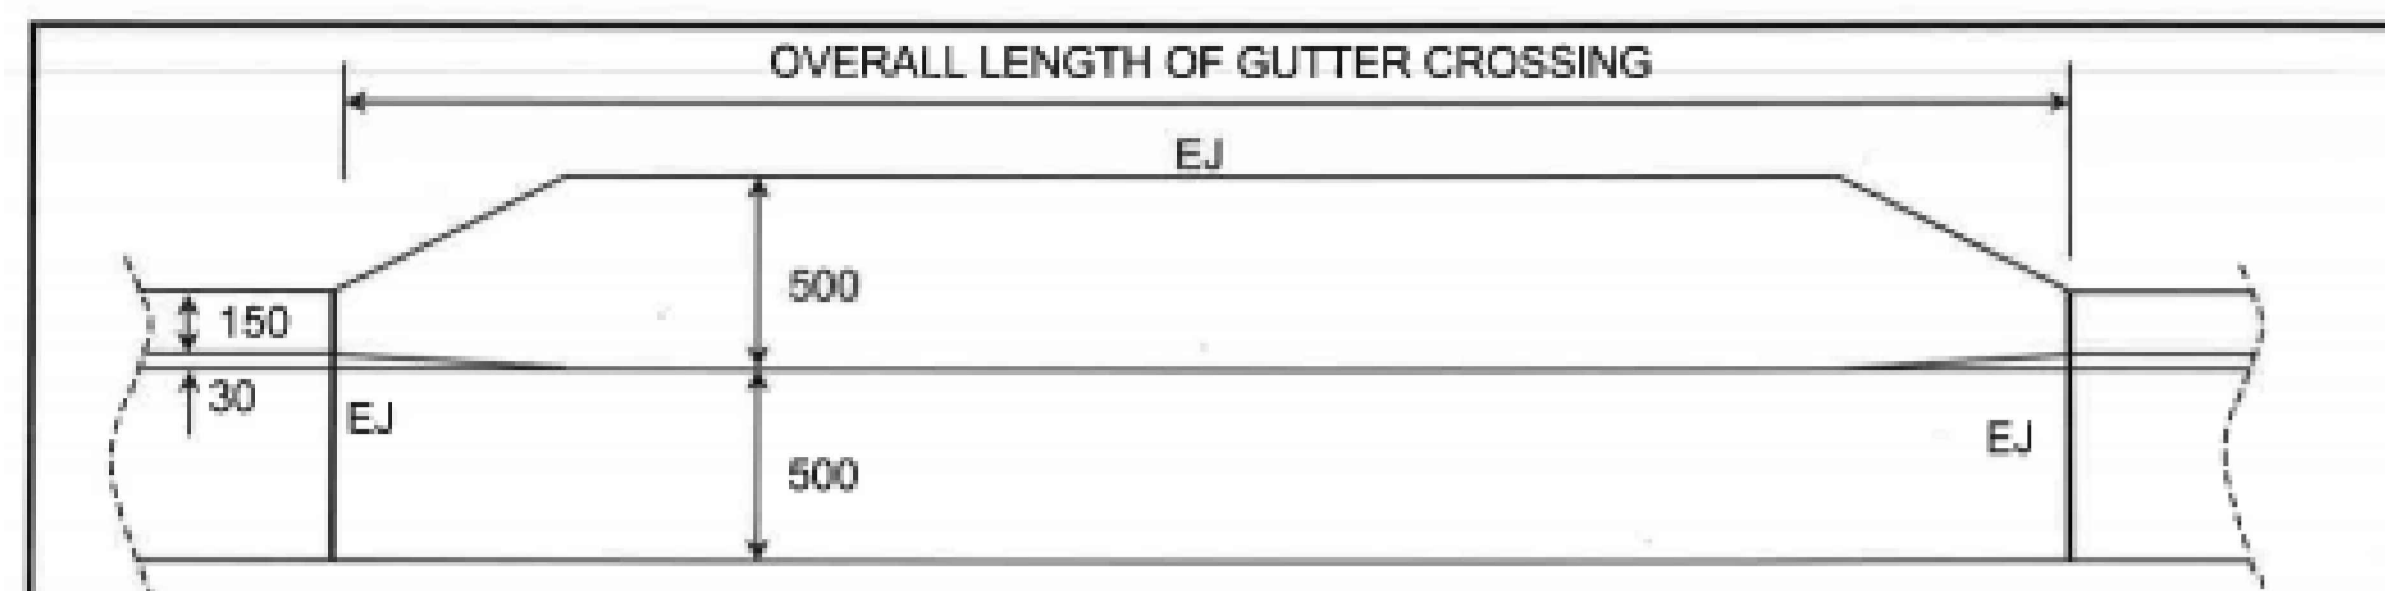 OVERALL LENGTH OF GUTTER CROSSING
EJ
500
150
30
EJ
EJ
500